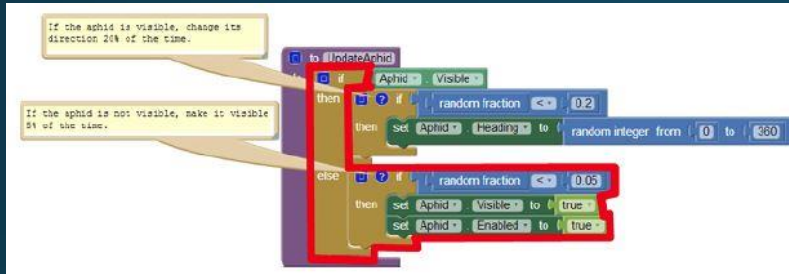 If the aphid is visible, change its
direction 20% of the time.
to UpdateAphid
if Aphid . Visible
then if random fraction < 0.2
then set Aphid . Heading to random integer from 0 to 360
If the aphid is not visible, make it visible
5% of the time.
else if random fraction < 0.05
then set Aphid . Visible to true
set Aphid . Enabled to true